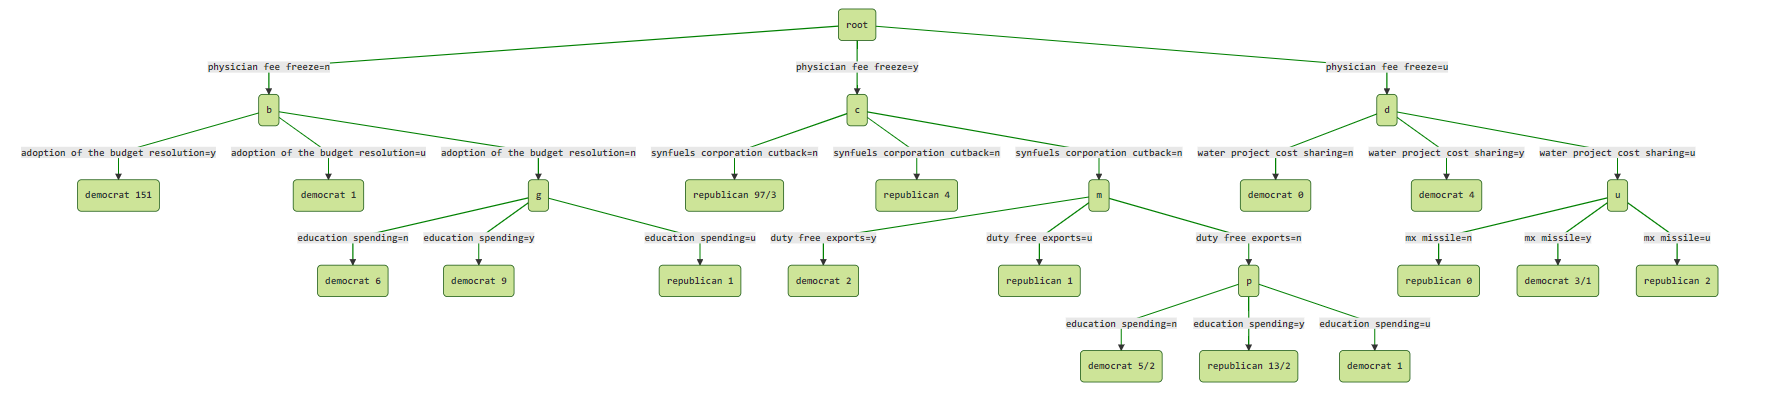 root
physician fee freeze=n
physician fee freeze=y
physician fee freeze=u
b
c
d
adoption of the budget resolution=y
adoption of the budget resolution=u
adoption of the budget resolution=n
synfuels corporation cutback=n
synfuels corporation cutback=n
synfuels corporation cutback=n
water project cost sharing=n
water project cost sharing=y
water project cost sharing=u
democrat 151
democrat 1
g
republican 97/3
republican 4
m
democrat 0
democrat 4
u
education spending=n
education spending=y
education spending=u
duty free exports=y
duty free exports=u
duty free exports=n
mx missile=n
mx missile=y
mx missile=u
democrat 6
democrat 9
republican 1
democrat 2
republican 1
p
republican 0
democrat 3/1
republican 2
education spending=n
education spending=y
education spending=u
democrat 5/2
republican 13/2
democrat 1